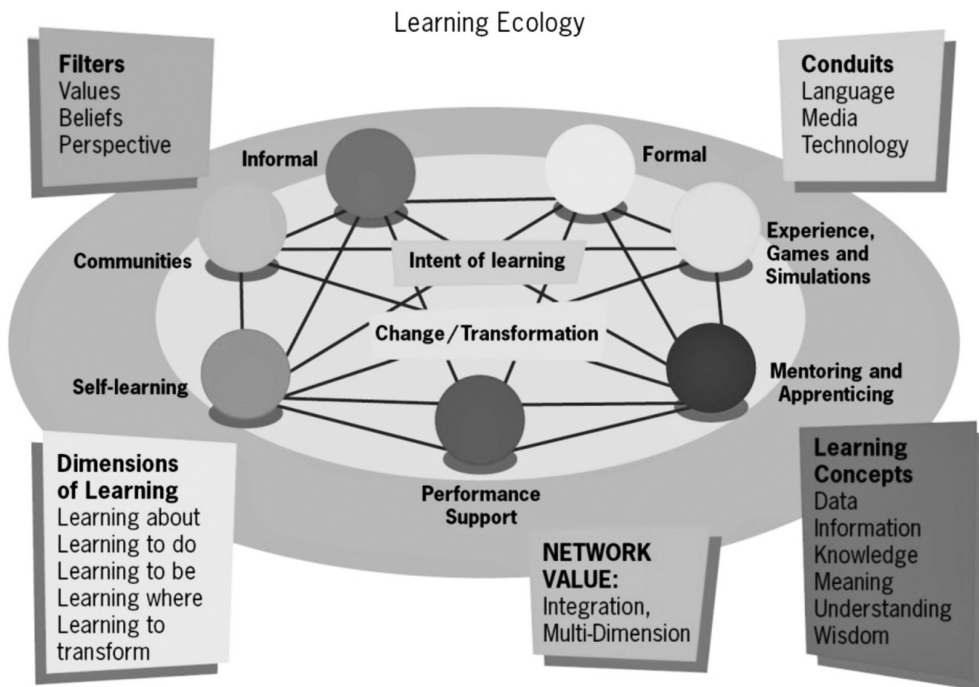 Learning Ecology
Filters
Values
Beliefs
Perspective
Conduits
Language
Media
Technology
Informal
Formal
Communities
Experience,
Games and
Simulations
Intent of learning
Change/Transformation
Self-learning
Mentoring and
Apprenticing
Performance
Support
Dimensions
of Learning
Learning about
Learning to do
Learning to be
Learning where
Learning to
transform
NETWORK
VALUE:
Integration,
Multi-Dimension
Learning
Concepts
Data
Information
Knowledge
Meaning
Understanding
Wisdom